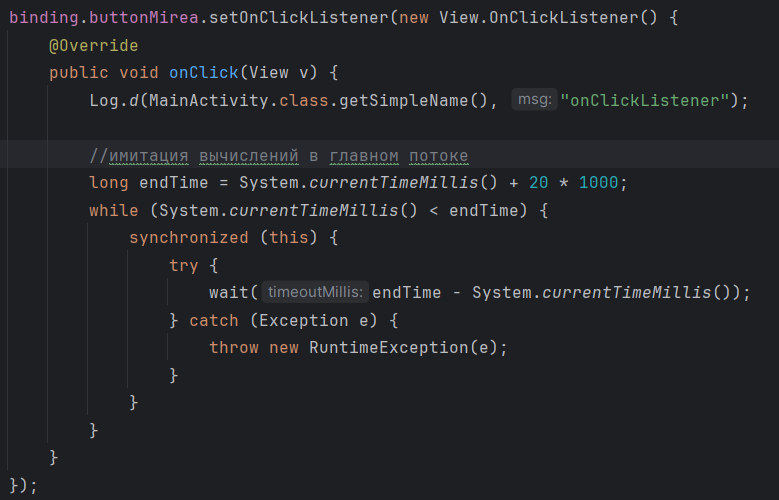 binding.buttonMirea.setOnClickListener(new View.OnClickListener() {
@Override
public void onClick(View v) {
Log.d(MainActivity.class.getSimpleName(), msg: "onClickListener");
//имитация вычислений в главном потоке
long endTime = System.currentTimeMillis() + 20 * 1000;
while (System.currentTimeMillis() < endTime) {
synchronized (this) {
try {
wait( timeoutMillis: endTime - System.currentTimeMillis());
} catch (Exception e) {
throw new RuntimeException(e);
}
}
}
}
});